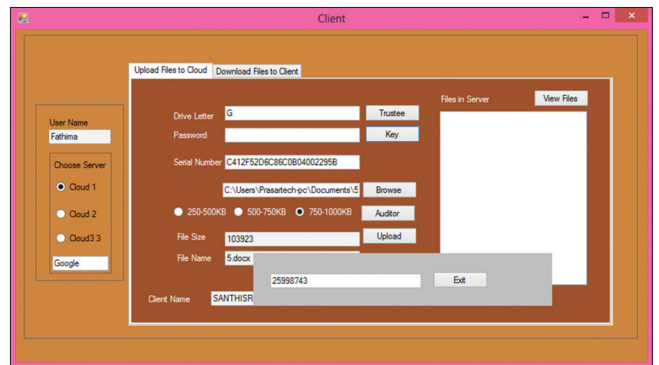 Client
Upload Files to Cloud Download Files to Client
User Name
Fathima
Choose Server
Cloud 1
Cloud 2
Cloud3 3
Google
Drive Letter G Trustee
Password Key
Serial Number C412F52D6C86C0B04002295B
C:\Users\Prasartech-pc\Documents\5 Browse
250-500KB 500-750KB 750-1000KB Auditor
File Size 103923 Upload
File Name 5.docx
25998743 Exit
Client Name SANTHISR
Files in Server View Files